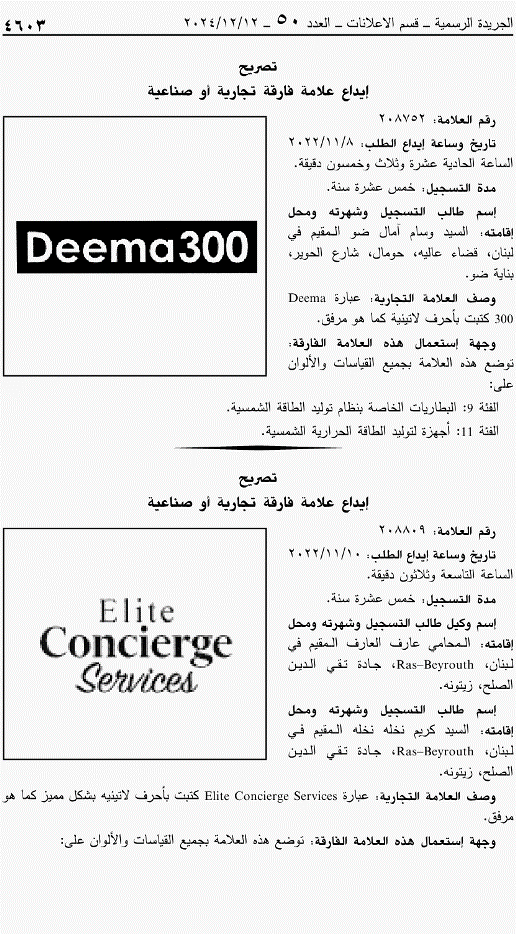 الجريدة الرسمية ــ قسم الاعلانات ــ العدد ٥٠ ــ ٢٠٢٤/١٢/١٢
٤٦٠٣
تصريح
إيداع علامة فارقة تجارية أو صناعية
رقم العلامة: ٢٠٨٧٥٢
تاريخ وساعة إيداع الطلب: ٢٠٢٢/١١/٨
الساعة الحادية عشرة وثلاث وخمسون دقيقة.
مدة التسجيل: خمس عشرة سنة.
إسم طالب التسجيل وشهرته ومحل
إقامته: السيد وسام آمال ضو المقيم في
لبنان، قضاء عاليه، حومال، شارع الحوير،
بناية ضو.
وصف العلامة التجارية: عبارة Deema
300 كتبت بأحرف لاتينية كما هو مرفق.
وجهة إستعمال هذه العلامة الفارقة:
توضع هذه العلامة بجميع القياسات والألوان
على:
Deema300
الفئة 9: البطاريات الخاصة بنظام توليد الطاقة الشمسية.
الفئة 11: أجهزة لتوليد الطاقة الحرارية الشمسية.
تصريح
إيداع علامة فارقة تجارية أو صناعية
رقم العلامة: ٢٠٨٨٠٩
تاريخ وساعة إيداع الطلب: ٢٠٢٢/١١/١٠
الساعة التاسعة وثلاثون دقيقة.
مدة التسجيل: خمس عشرة سنة.
إسم وكيل طالب التسجيل وشهرته ومحل
إقامته: المحامي عارف العارف المقيم في
لبنان، Ras–Beyrouth، جادة تقي الدين
الصلح، زيتونه.
إسم طالب التسجيل وشهرته ومحل
إقامته: السيد كريم نخله نخله المقيم في
لبنان، Ras–Beyrouth، جادة تقي الدين
الصلح، زيتونه.
Elite
Concierge
Services
وصف العلامة التجارية: عبارة Elite Concierge Services كتبت بأحرف لاتينيه بشكل مميز كما هو
مرفق.
وجهة إستعمال هذه العلامة الفارقة: توضع هذه العلامة بجميع القياسات والألوان على: